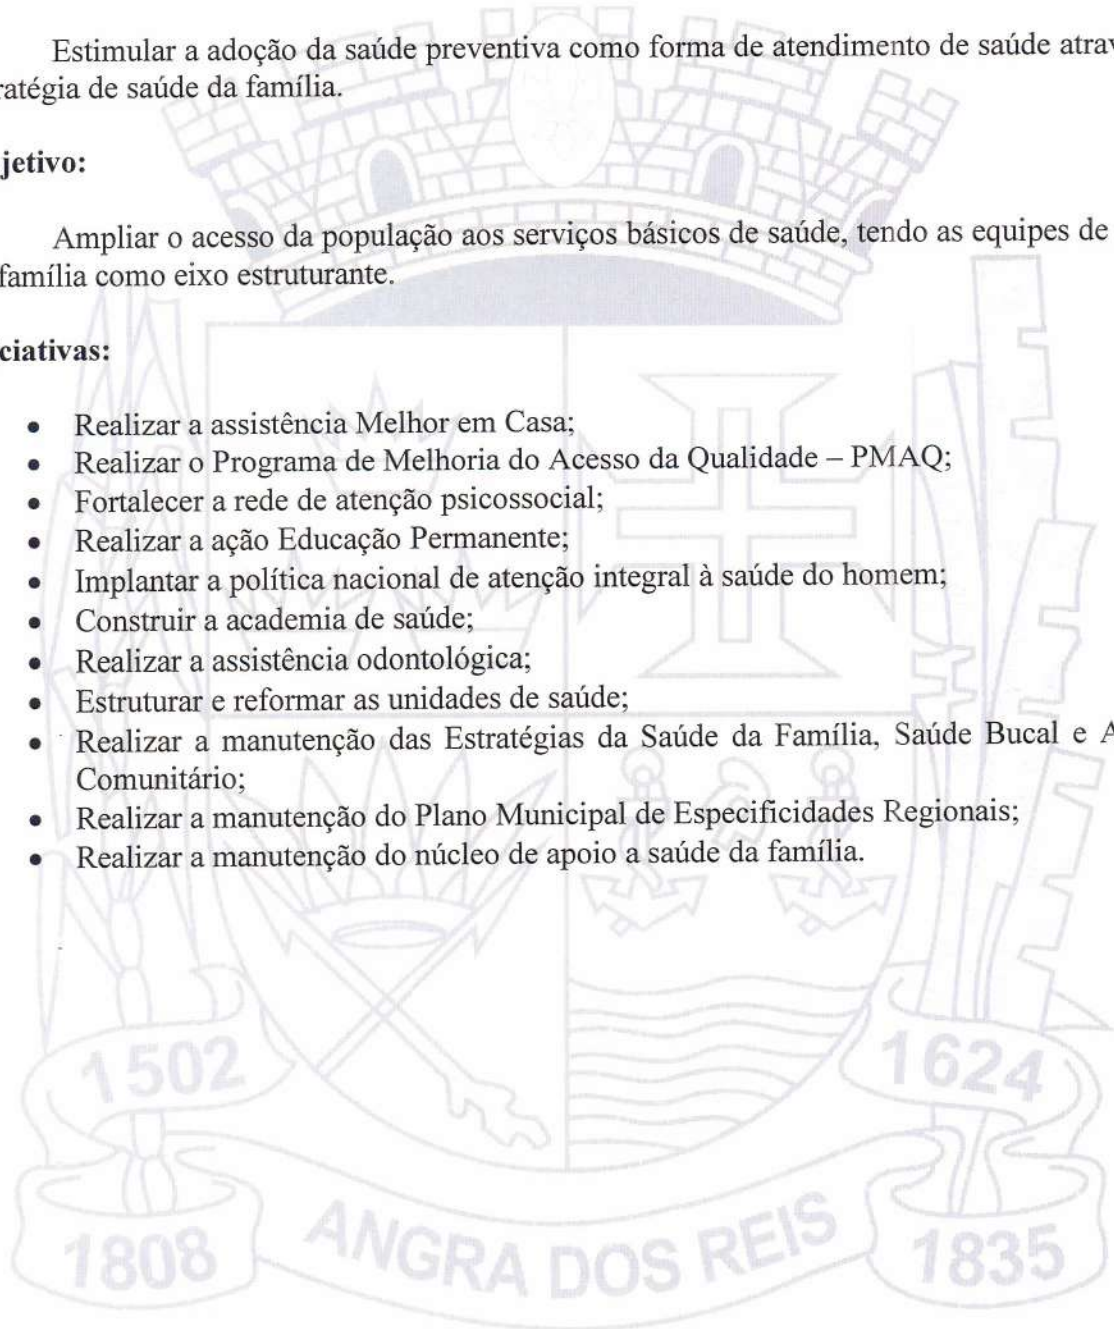 Estimular a adoção da saúde preventiva como forma de atendimento de saúde atrav
ratégia de saúde da família.
jetivo:
Ampliar o acesso da população aos serviços básicos de saúde, tendo as equipes de
família como eixo estruturante.
ciativas:
• Realizar a assistência Melhor em Casa;
• Realizar o Programa de Melhoria do Acesso da Qualidade – PMAQ;
• Fortalecer a rede de atenção psicossocial;
• Realizar a ação Educação Permanente;
• Implantar a política nacional de atenção integral à saúde do homem;
• Construir a academia de saúde;
• Realizar a assistência odontológica;
• Estruturar e reformar as unidades de saúde;
• Realizar a manutenção das Estratégias da Saúde da Família, Saúde Bucal e A
Comunitário;
• Realizar a manutenção do Plano Municipal de Especificidades Regionais;
• Realizar a manutenção do núcleo de apoio a saúde da família.
1502
1624
1808
ANGRA DOS REIS
1835